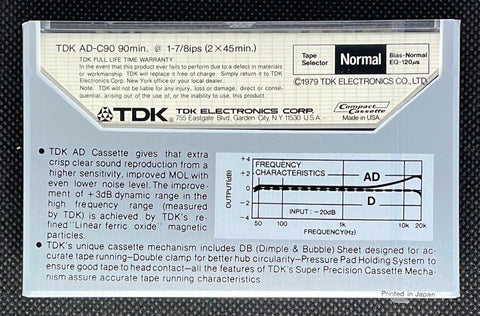 TDK AD-C90 90min. @ 1-7/8ips (2×45min.)
TDK FULL LIFE TIME WARRANTY
In the event that this product ever fails to perform due to a defect in materials
or workmanship, TDK will replace it free of charge. Simply return it to TDK
Electronics Corp. New York or to your local dealer.
Note: TDK will not be liable for any injury, loss or damage, direct or conse-
quential, arising out of the use of, or inability to use, this product.
Tape
Selector
Normal
Bias-Normal
EQ-120μs
©1979 TDK ELECTRONICS CO., LTD.
TDK
TDK ELECTRONICS CORP.
755 Eastgate Blvd., Garden City, N.Y. 11530 U.S.A.
Compact
Cassette
Made in USA
• TDK AD Cassette gives that extra
crisp clear sound reproduction from a
higher sensitivity, improved MOL with
even lower noise level. The improve-
ment of +3dB dynamic range in the
high frequency range (measured
by TDK) is achieved by TDK's re-
fined "Linear ferric oxide" magnetic
particles.
FREQUENCY
CHARACTERISTICS
OUTPUT(dB)
+4
+2
0
-2
-4
AD
D
INPUT: -20dB
50 100 1k 10k 20k
FREQUENCY(Hz)
• TDK's unique cassette mechanism includes DB (Dimple & Bubble) Sheet designed for ac-
curate tape running—Double clamp for better hub circularity—Pressure Pad Holding System to
ensure good tape to head contact—all the features of TDK's Super Precision Cassette Mecha-
nism assure accurate tape running characteristics.
Printed in Japan